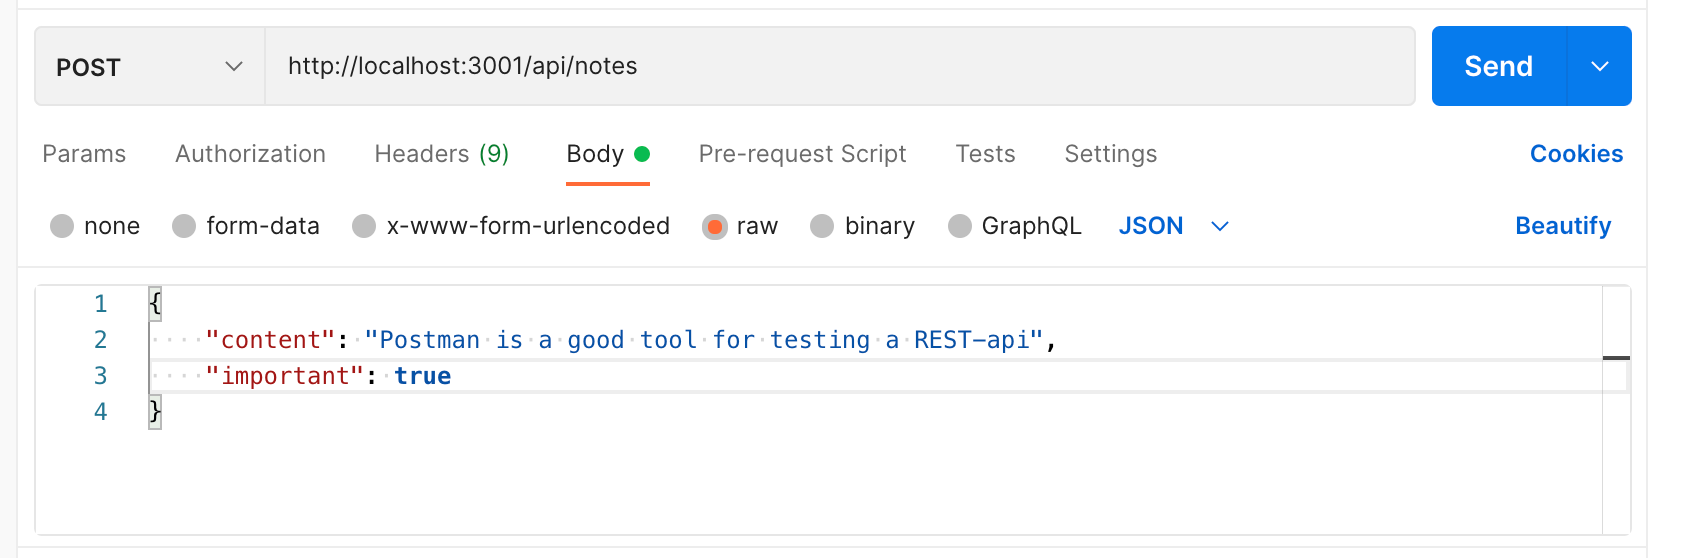 POST http://localhost:3001/api/notes Send
Params Authorization Headers (9) Body Pre-request Script Tests Settings Cookies
none form-data x-www-form-urlencoded raw binary GraphQL JSON Beautify
1 {
2 "content": "Postman is a good tool for testing a REST-api",
3 "important": true
4 }